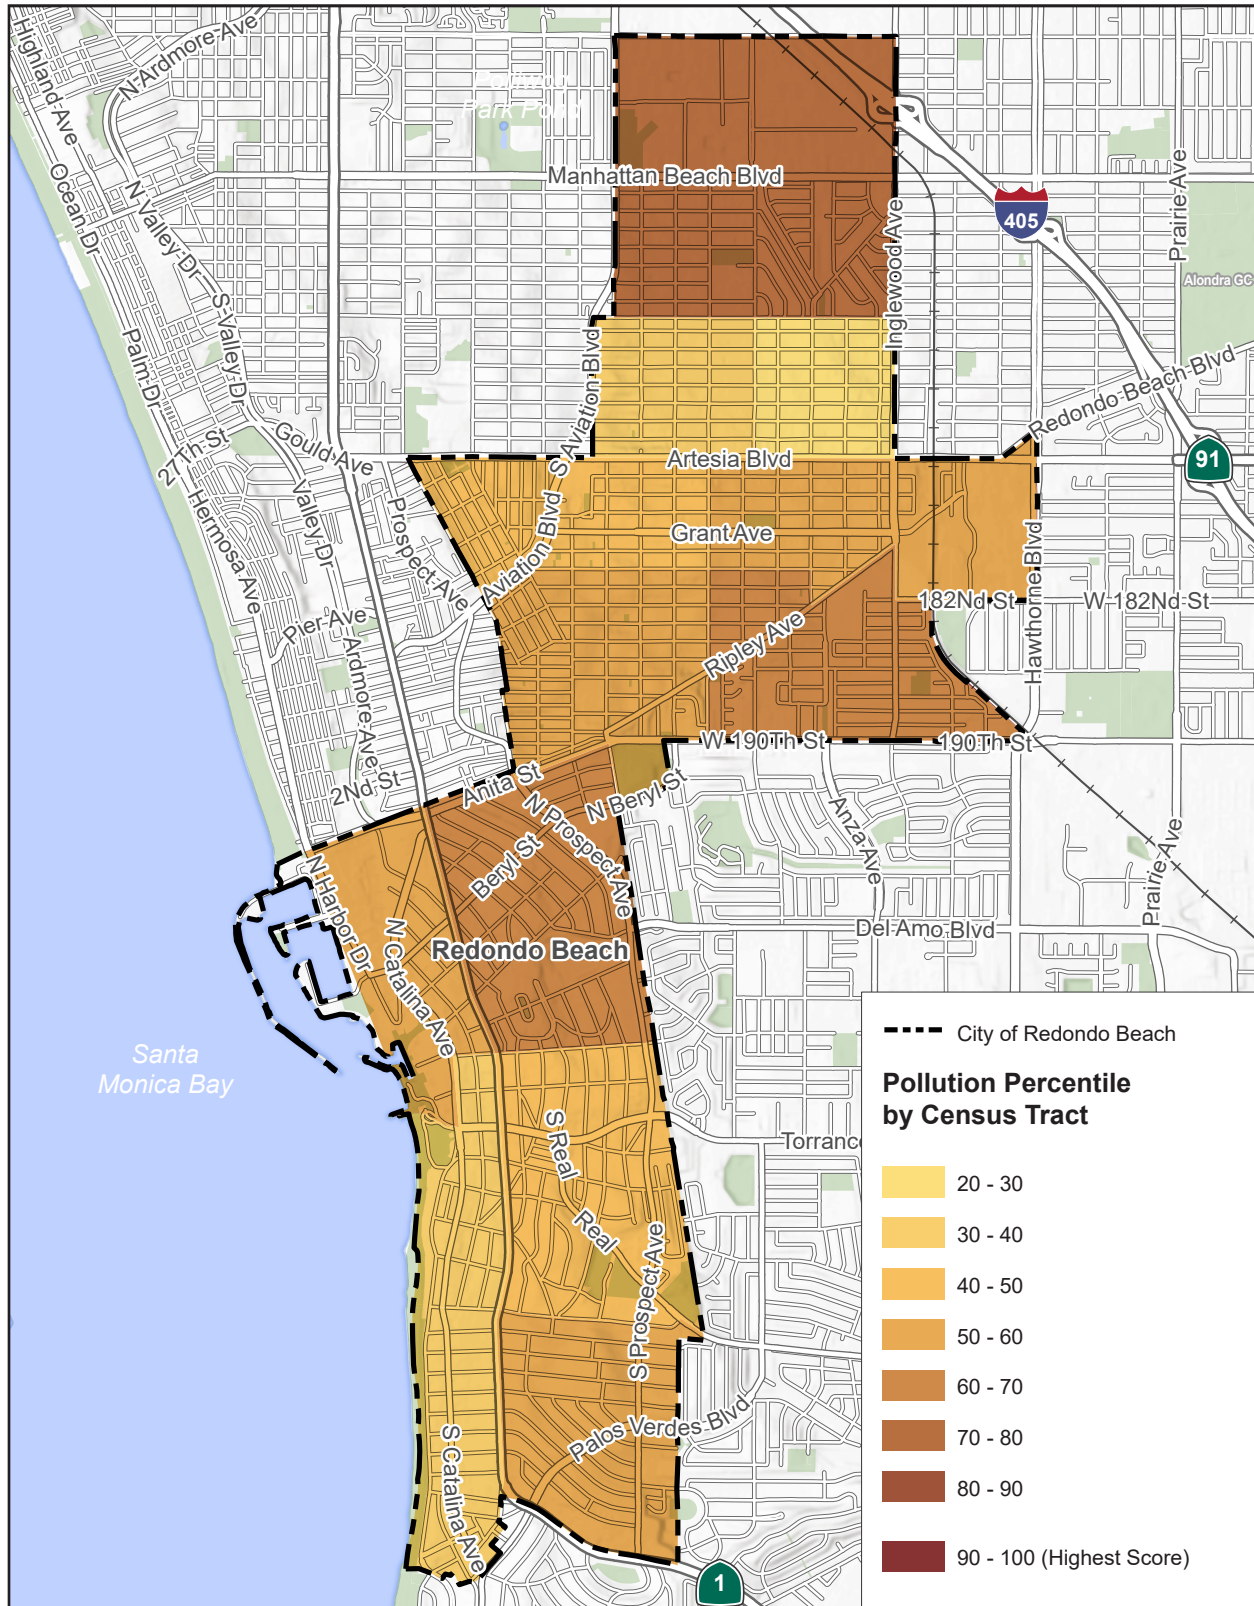 Highland Ave
N Ardmore Ave
Polliwog
Park Pond
Ocean Dr
N Valley Dr
Manhattan Beach Blvd
Inglewood Ave
405
Prairie Ave
Alondra GC
S Valley Dr
Palm Dr
S Aviation Blvd
Redondo Beach Blvd
27Th St
Gould Ave
Artesia Blvd
91
Hermosa Ave
Valley Dr
Prospect Ave
Aviation Blvd
Grant Ave
Hawthorne Blvd
182Nd St
W 182Nd St
Pier Ave
Ardmore Ave
Ripley Ave
W 190Th St
190Th St
2Nd St
Anita St
N Prospect Ave
N Beryl St
Beryl St
Anza Ave
Prairie Ave
N Harbor Dr
N Catalina Ave
Redondo Beach
Del Amo Blvd
Santa
Monica Bay
S Real
Real
Torrance
S Prospect Ave
Palos Verdes Blvd
S Catalina Ave
1
City of Redondo Beach
Pollution Percentile
by Census Tract
20 - 30
30 - 40
40 - 50
50 - 60
60 - 70
70 - 80
80 - 90
90 - 100 (Highest Score)